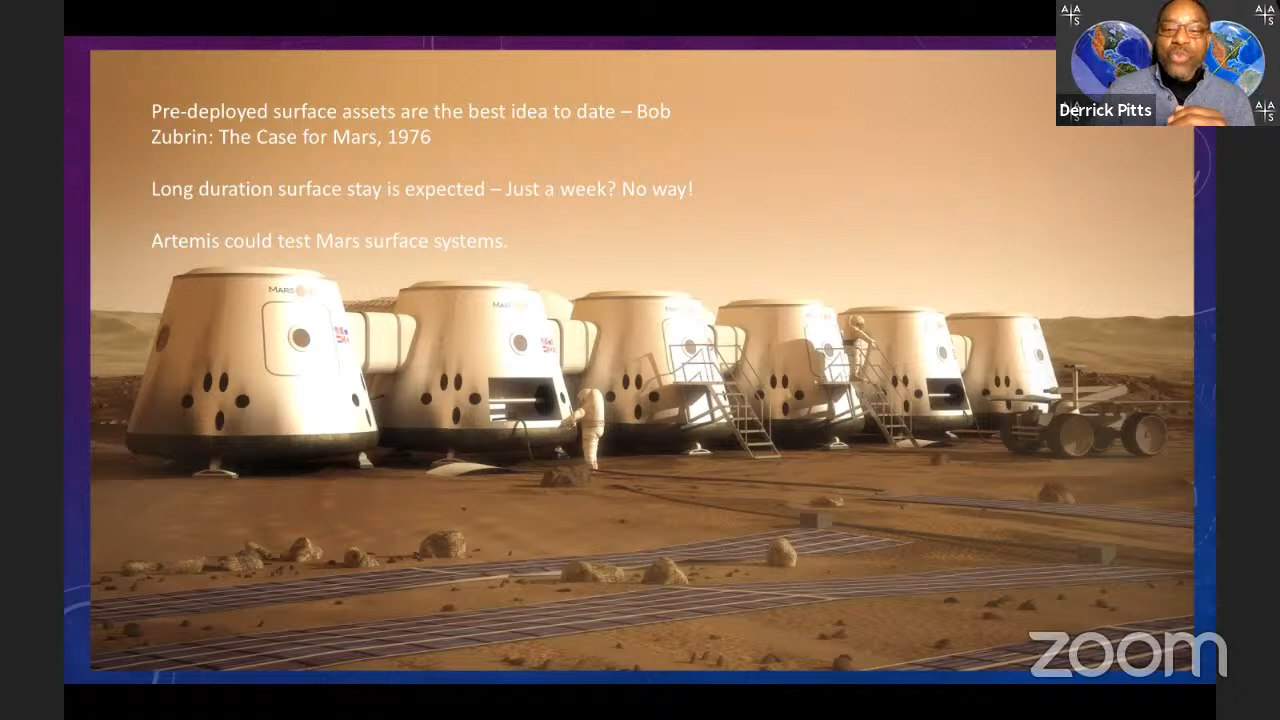 Pre-deployed surface assets are the best idea to date – Bob
Zubrin: The Case for Mars, 1976
Long duration surface stay is expected – Just a week? No way!
Artemis could test Mars surface systems.
Derrick Pitts
zoom